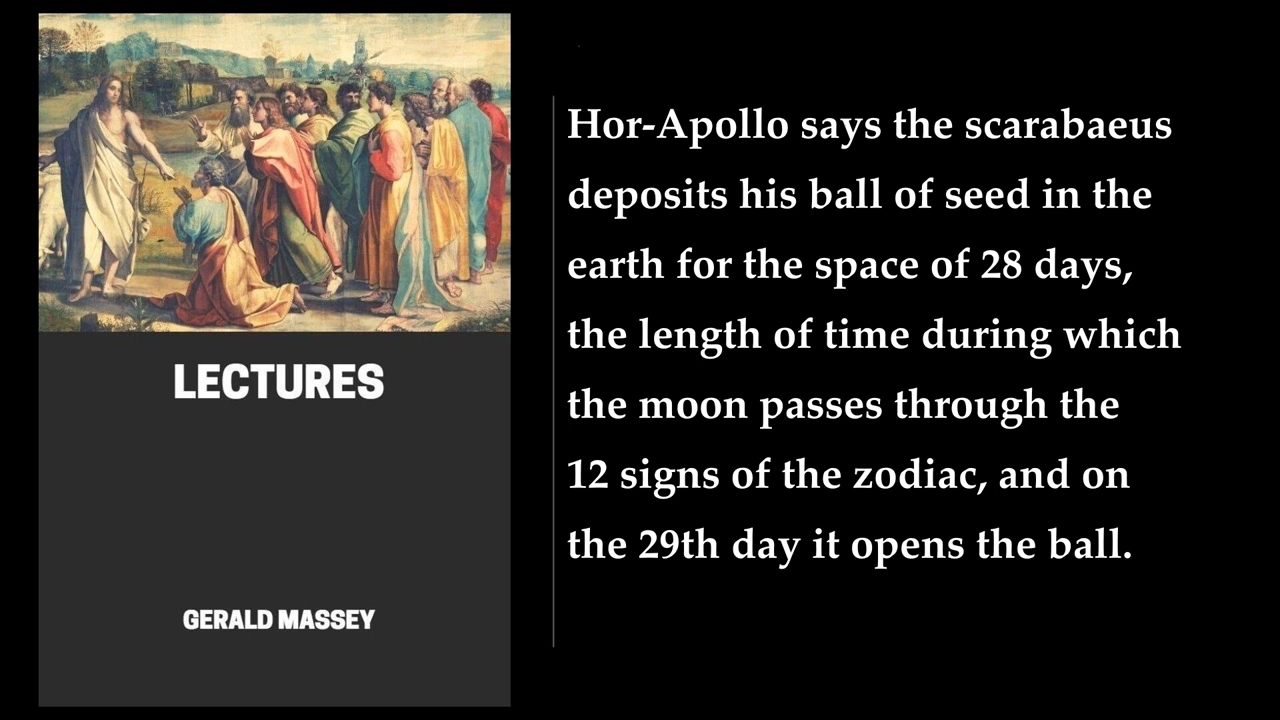 LECTURES
GERALD MASSEY
Hor-Apollo says the scarabaeus
deposits his ball of seed in the
earth for the space of 28 days,
the length of time during which
the moon passes through the
12 signs of the zodiac, and on
the 29th day it opens the ball.